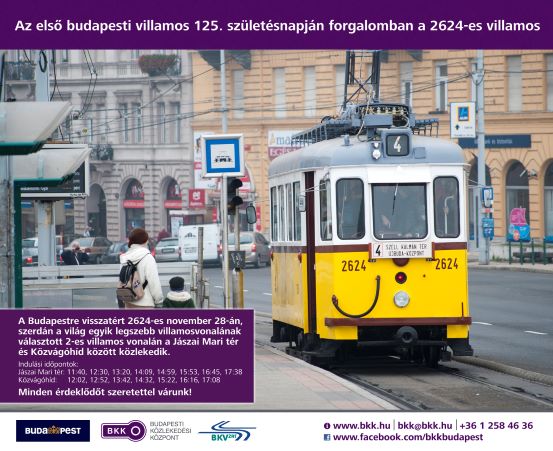 Az első budapesti villamos 125. születésnapján forgalomban a 2624-es villamos
4
4
SZÉLL KÁLMÁN TÉR
ÚJBUDA-KÖZPONT
2624
2624
A Budapestre visszatért 2624-es november 28-án,
szerdán a világ egyik legszebb villamosvonalának
választott 2-es villamos vonalán a Jászai Mari tér
és Közvágóhíd között közlekedik.
Indulási időpontok:
Jászai Mari tér: 11:40, 12:30, 13:20, 14:09, 14:59, 15:53, 16:45, 17:38
Közvágóhíd: 12:02, 12:52, 13:42, 14:32, 15:22, 16:16, 17:08
Minden érdeklődőt szeretettel várunk!
BUDAPEST
BKK
BUDAPESTI
KÖZLEKEDÉSI
KÖZPONT
BKV ZRT
www.bkk.hu | bkk@bkk.hu | +36 1 258 46 36
www.facebook.com/bkkbudapest